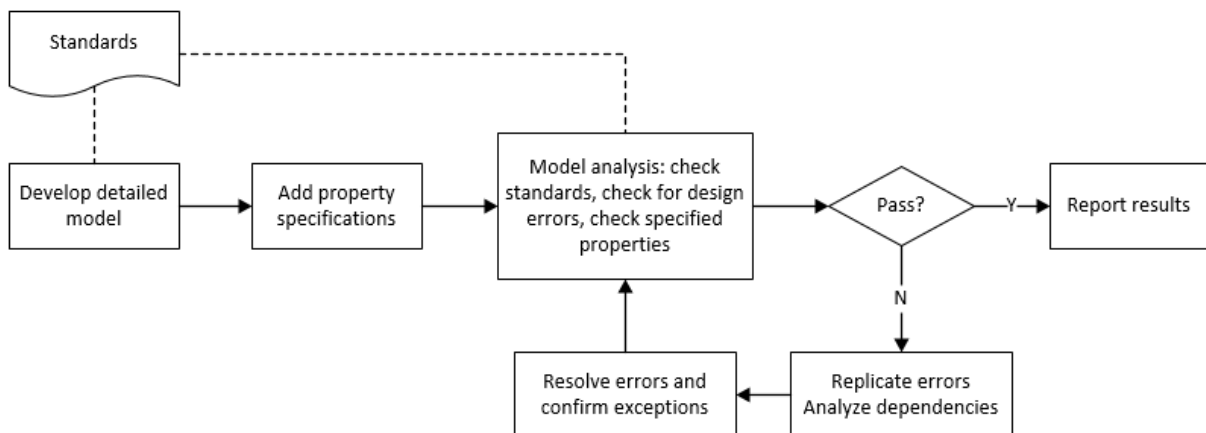 Standards
Develop detailed
model
Add property
specifications
Model analysis: check
standards, check for design
errors, check specified
properties
Pass?
Y
Report results
N
Resolve errors and
confirm exceptions
Replicate errors
Analyze dependencies